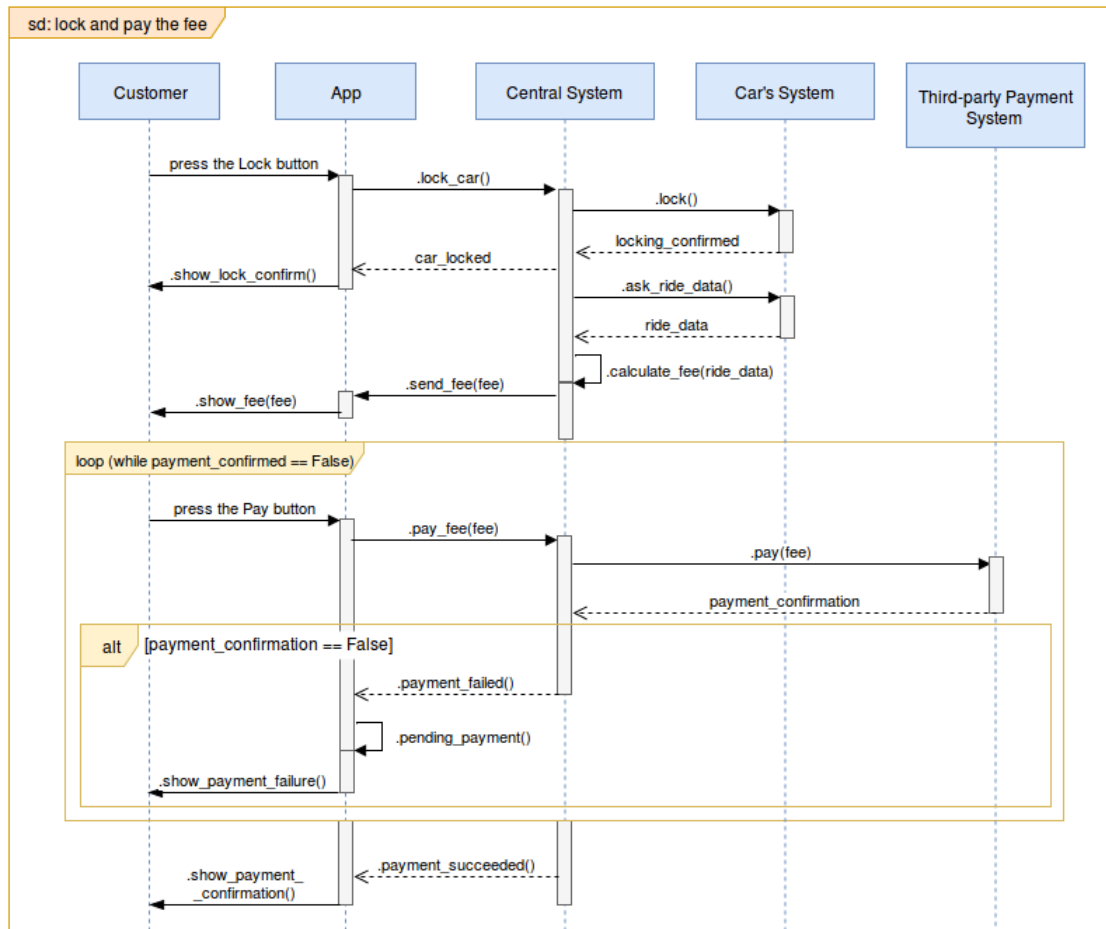 sd: lock and pay the fee
Customer
App
Central System
Car's System
Third-party Payment
System
press the Lock button
.lock_car()
.lock()
locking_confirmed
car_locked
.show_lock_confirm()
.ask_ride_data()
ride_data
.calculate_fee(ride_data)
.send_fee(fee)
.show_fee(fee)
loop (while payment_confirmed == False)
press the Pay button
.pay_fee(fee)
.pay(fee)
payment_confirmation
alt
[payment_confirmation == False]
.payment_failed()
.pending_payment()
.show_payment_failure()
.payment_succeeded()
.show_payment_
_confirmation()